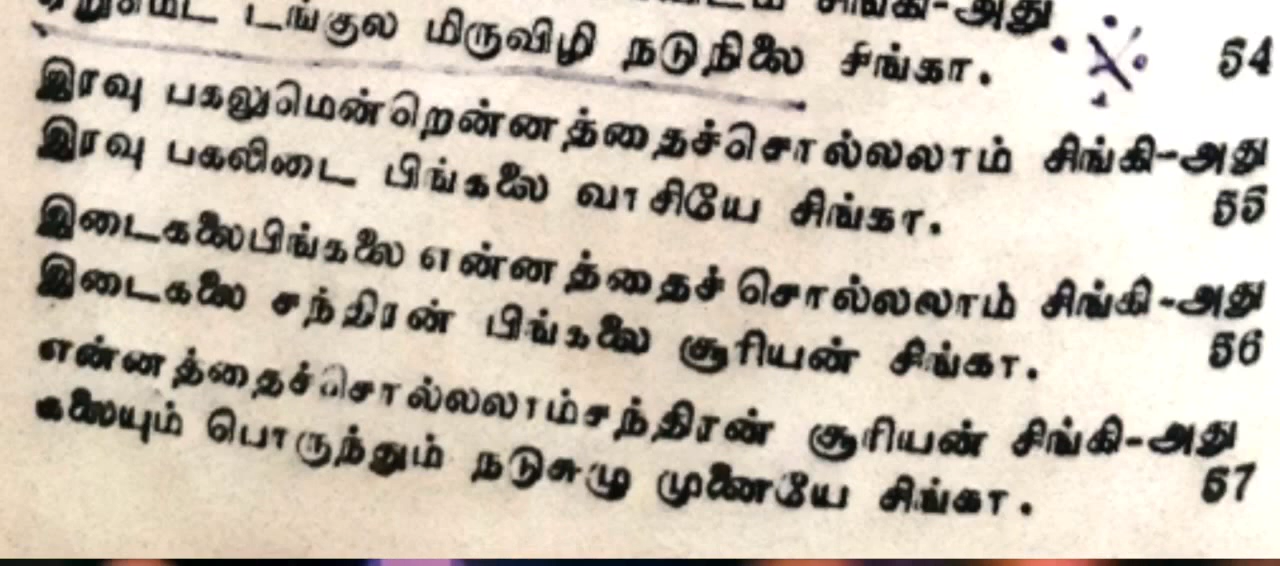 சிங்கி-அது
டங்குல மிருவிழி நடுநிலை சிங்கா. 54
இரவு பகலுமென்றென்னத்தைச்சொல்லலாம் சிங்கி-அது
இரவு பகலிடை பிங்கலை வாசியே சிங்கா. 55
இடைகலைபிங்கலை என்னத்தைச் சொல்லலாம் சிங்கி-அது
இடைகலை சந்திரன் பிங்கலை சூரியன் சிங்கா. 56
என்னத்தைச்சொல்லலாம்சந்திரன் சூரியன் சிங்கி-அது
கலையும் பொருந்தும் நடுசுழு முனையே சிங்கா. 57